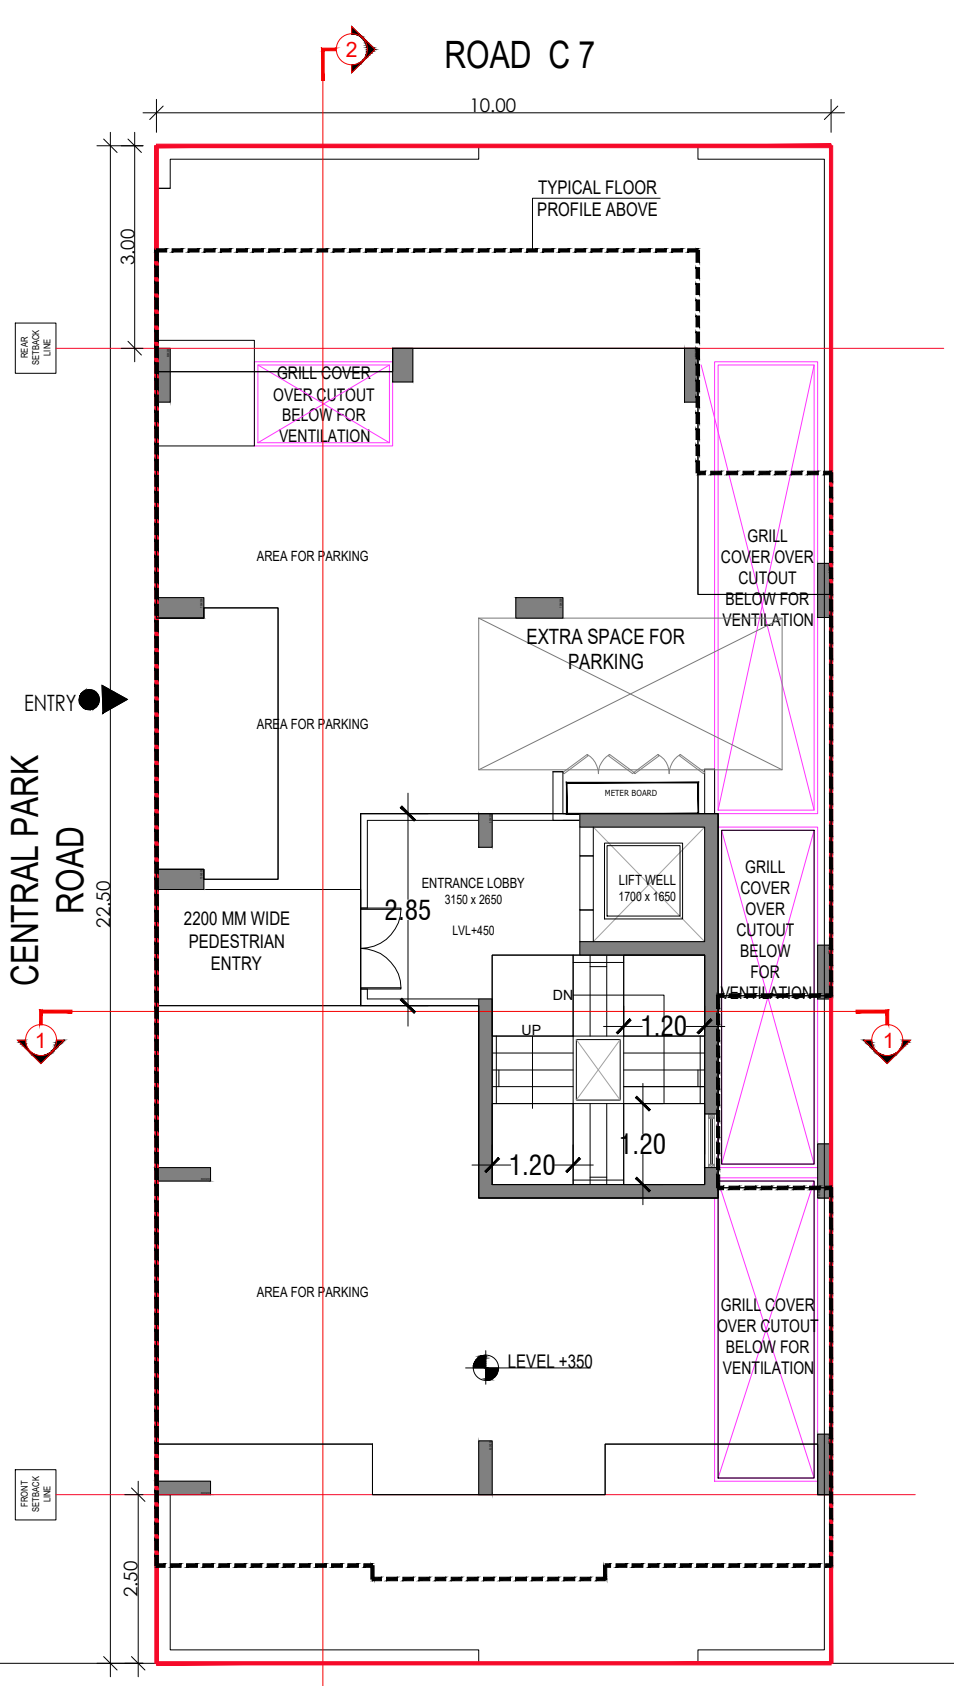 2
ROAD C 7
10.00
TYPICAL FLOOR
PROFILE ABOVE
3.00
REAR
SETBACK
LINE
GRILL COVER
OVER CUTOUT
BELOW FOR
VENTILATION
GRILL
COVER OVER
CUTOUT
BELOW FOR
VENTILATION
AREA FOR PARKING
EXTRA SPACE FOR
PARKING
ENTRY
AREA FOR PARKING
CENTRAL PARK
ROAD
22.50
METER BOARD
ENTRANCE LOBBY
3150 x 2650
LVL+450
2.85
LIFT WELL
1700 x 1650
GRILL
COVER
OVER
CUTOUT
BELOW
FOR
VENTILATION
2200 MM WIDE
PEDESTRIAN
ENTRY
DN
UP
1.20
1
1
1.20
1.20
AREA FOR PARKING
GRILL COVER
OVER CUTOUT
BELOW FOR
VENTILATION
LEVEL +350
FRONT
SETBACK
LINE
2.50